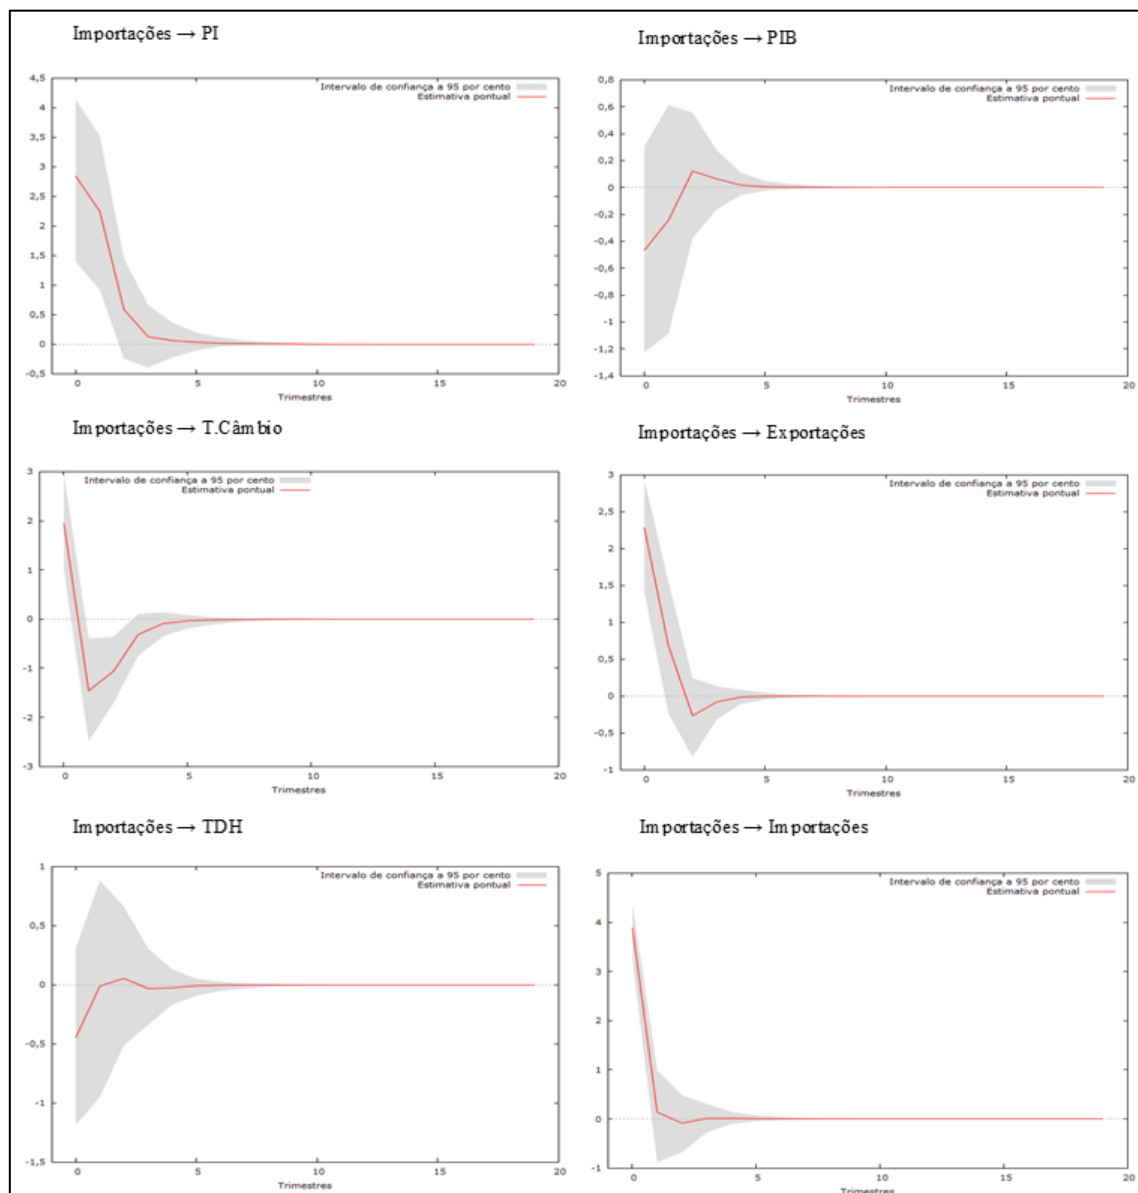 Importações → PI
4,5
4
3,5
3
2,5
2
1,5
1
0,5
0
-0,5
Intervalo de confiança a 95 por cento
Estimativa pontual
0 5 10 15 20
Trimestres
Importações → PIB
0,8
0,6
0,4
0,2
0
-0,2
-0,4
-0,6
-0,8
-1
-1,2
-1,4
Intervalo de confiança a 95 por cento
Estimativa pontual
0 5 10 15 20
Trimestres
Importações → T.Câmbio
3
2
1
0
-1
-2
-3
Intervalo de confiança a 95 por cento
Estimativa pontual
0 5 10 15 20
Trimestres
Importações → Exportações
3
2,5
2
1,5
1
0,5
0
-0,5
-1
Intervalo de confiança a 95 por cento
Estimativa pontual
0 5 10 15 20
Trimestres
Importações → TDH
1
0,5
0
-0,5
-1
-1,5
Intervalo de confiança a 95 por cento
Estimativa pontual
0 5 10 15 20
Trimestres
Importações → Importações
5
4
3
2
1
0
-1
Intervalo de confiança a 95 por cento
Estimativa pontual
0 5 10 15 20
Trimestres